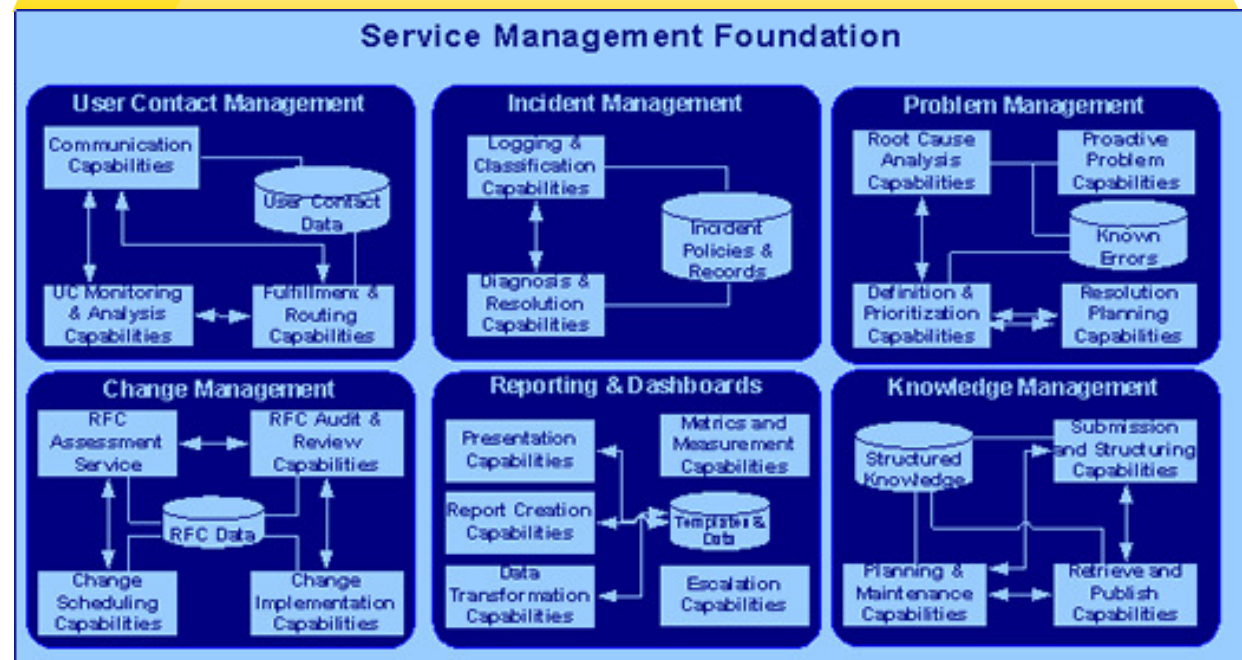 Service Management Foundation
User Contact Management
Communication
Capabilities
User Contact
Data
UC Monitoring
& Analysis
Capabilities
Fulfillment &
Routing
Capabilities
Incident Management
Logging &
Classification
Capabilities
Incident
Policies &
Records
Diagnosis &
Resolution
Capabilities
Problem Management
Root Cause
Analysis
Capabilities
Proactive
Problem
Capabilities
Known
Errors
Definition &
Prioritization
Capabilities
Resolution
Planning
Capabilities
Change Management
RFC
Assessment
Service
RFC Audit &
Review
Capabilities
RFC Data
Change
Scheduling
Capabilities
Change
Implementation
Capabilities
Reporting & Dashboards
Presentation
Capabilities
Metrics and
Measurement
Capabilities
Report Creation
Capabilities
Templates &
Data
Data
Transformation
Capabilities
Escalation
Capabilities
Knowledge Management
Structured
Knowledge
Submission
and Structuring
Capabilities
Planning &
Maintenance
Capabilities
Retrieve and
Publish
Capabilities